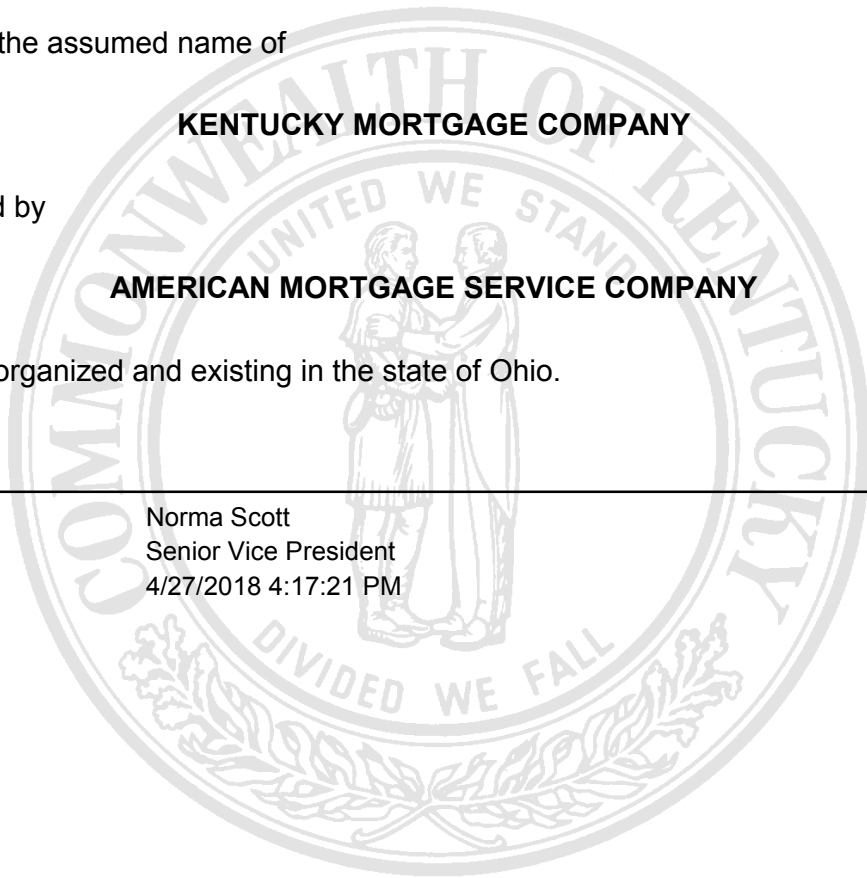 the assumed name of
KENTUCKY MORTGAGE COMPANY
d by
AMERICAN MORTGAGE SERVICE COMPANY
organized and existing in the state of Ohio.
Norma Scott
Senior Vice President
4/27/2018 4:17:21 PM
COMMONWEALTH OF KENTUCKY
UNITED WE STAND
DIVIDED WE FALL